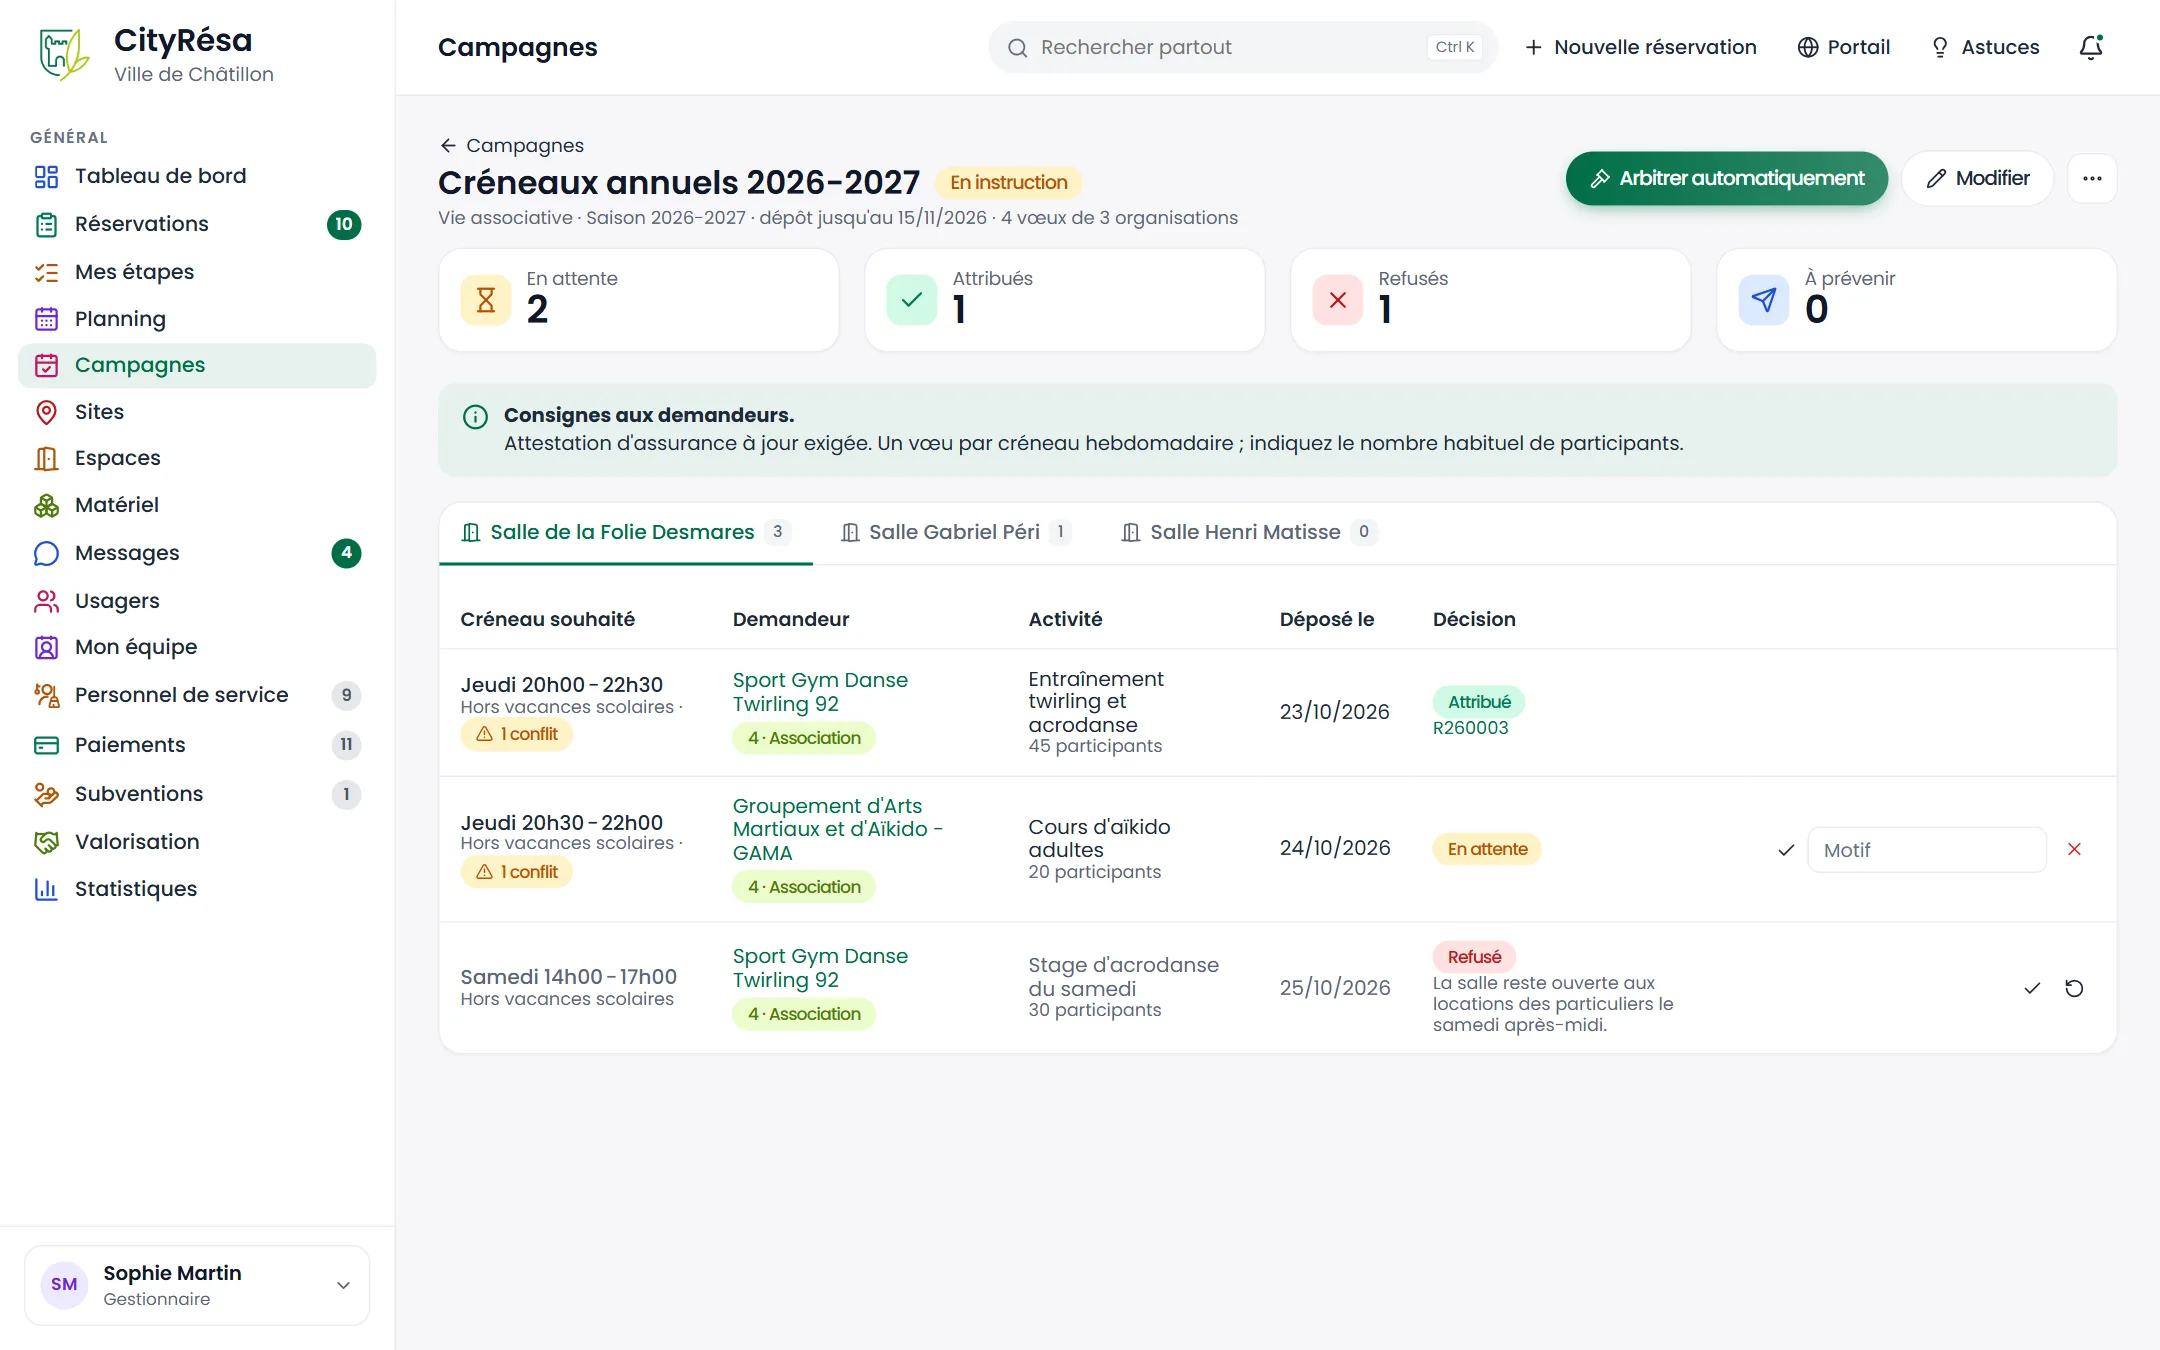 CityRésa
Ville de Châtillon
GÉNÉRAL
Tableau de bord
Réservations 10
Mes étapes
Planning
Campagnes
Sites
Espaces
Matériel
Messages 4
Usagers
Mon équipe
Personnel de service 9
Paiements 11
Subventions 1
Valorisation
Statistiques
SM
Sophie Martin
Gestionnaire
Campagnes
Rechercher partout Ctrl K
Nouvelle réservation
Portail
Astuces
Campagnes
Créneaux annuels 2026-2027 En instruction
Vie associative · Saison 2026-2027 · dépôt jusqu'au 15/11/2026 · 4 vœux de 3 organisations
Arbitrer automatiquement
Modifier
En attente
2
Attribués
1
Refusés
1
À prévenir
0
Consignes aux demandeurs.
Attestation d'assurance à jour exigée. Un vœu par créneau hebdomadaire ; indiquez le nombre habituel de participants.
Salle de la Folie Desmares 3
Salle Gabriel Péri 1
Salle Henri Matisse 0
Créneau souhaité Demandeur Activité Déposé le Décision
Jeudi 20h00-22h30
Hors vacances scolaires ·
1 conflit
Sport Gym Danse
Twirling 92
4 · Association
Entraînement
twirling et
acrodanse
45 participants
23/10/2026
Attribué
R260003
Jeudi 20h30-22h00
Hors vacances scolaires ·
1 conflit
Groupement d'Arts
Martiaux et d'Aïkido -
GAMA
4 · Association
Cours d'aïkido
adultes
20 participants
24/10/2026
En attente
Motif
Samedi 14h00-17h00
Hors vacances scolaires
Sport Gym Danse
Twirling 92
4 · Association
Stage d'acrodanse
du samedi
30 participants
25/10/2026
Refusé
La salle reste ouverte aux
locations des particuliers le
samedi après-midi.